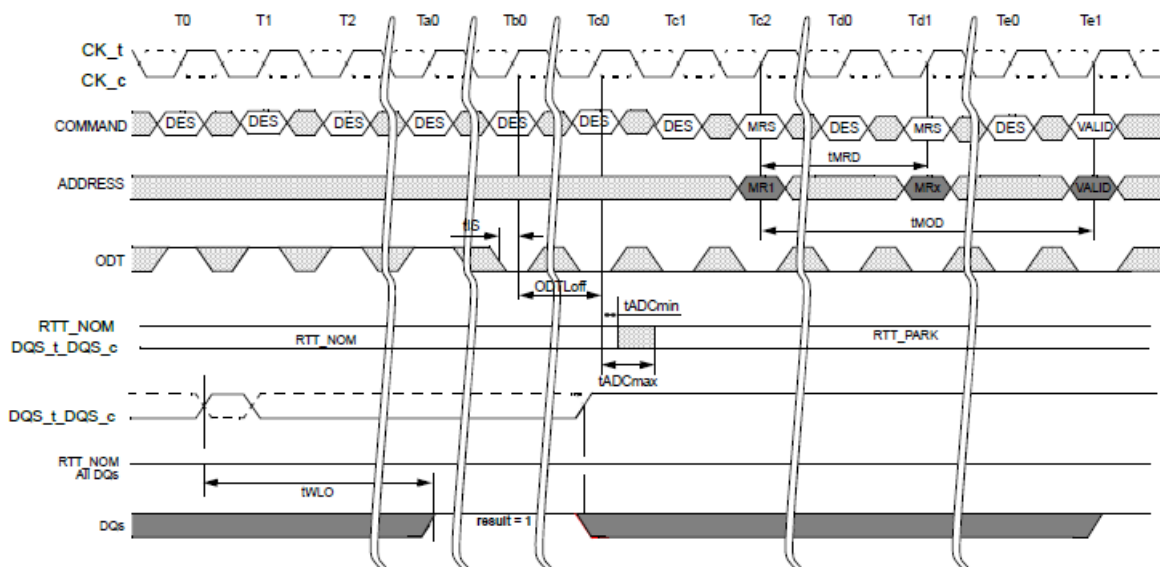 T0 T1 T2 Ta0 Tb0 Tc0 Tc1 Tc2 Td0 Td1 Te0 Te1
CK_t
CK_c
COMMAND DES DES DES DES DES DES DES MRS DES MRS DES VALID
tMRD
ADDRESS MR1 MRx VALID
tIS
tMOD
ODT
ODTLoff
tADCmin
RTT_NOM
RTT_NOM RTT_PARK
DQS_t_DQS_c
tADCmax
DQS_t_DQS_c
RTT_NOM
All DQs
tWLO
DQs result = 1